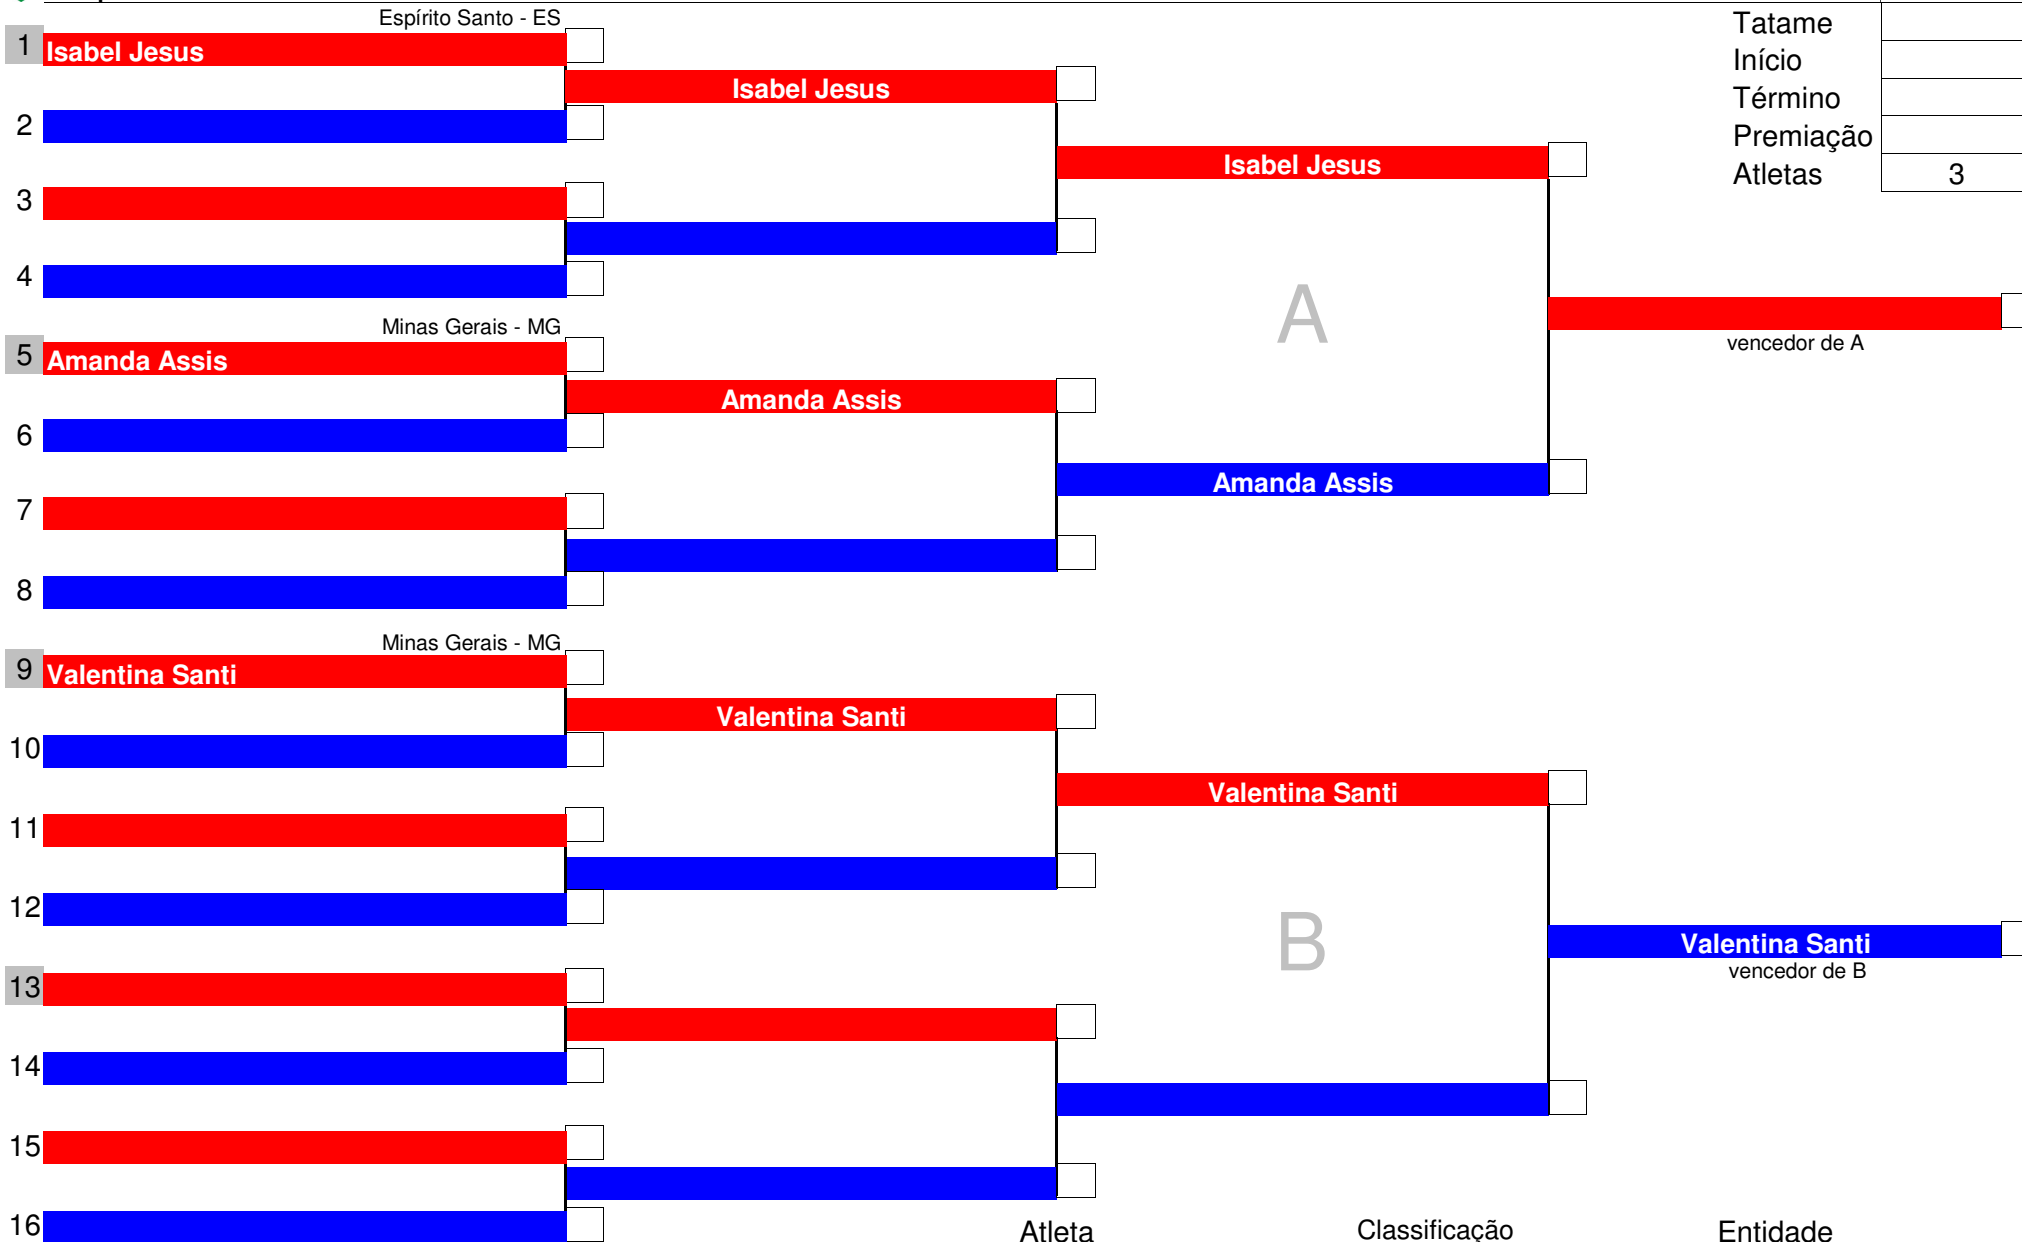 Espírito Santo - ES
Tatame
1 Isabel Jesus
Início
Isabel Jesus
Término
2
Premiação
Isabel Jesus
Atletas 3
3
4
A
Minas Gerais - MG
vencedor de A
5 Amanda Assis
Amanda Assis
6
Amanda Assis
7
8
Minas Gerais - MG
9 Valentina Santi
Valentina Santi
10
Valentina Santi
11
12
B
Valentina Santi
vencedor de B
13
14
15
16
Atleta Classificação Entidade